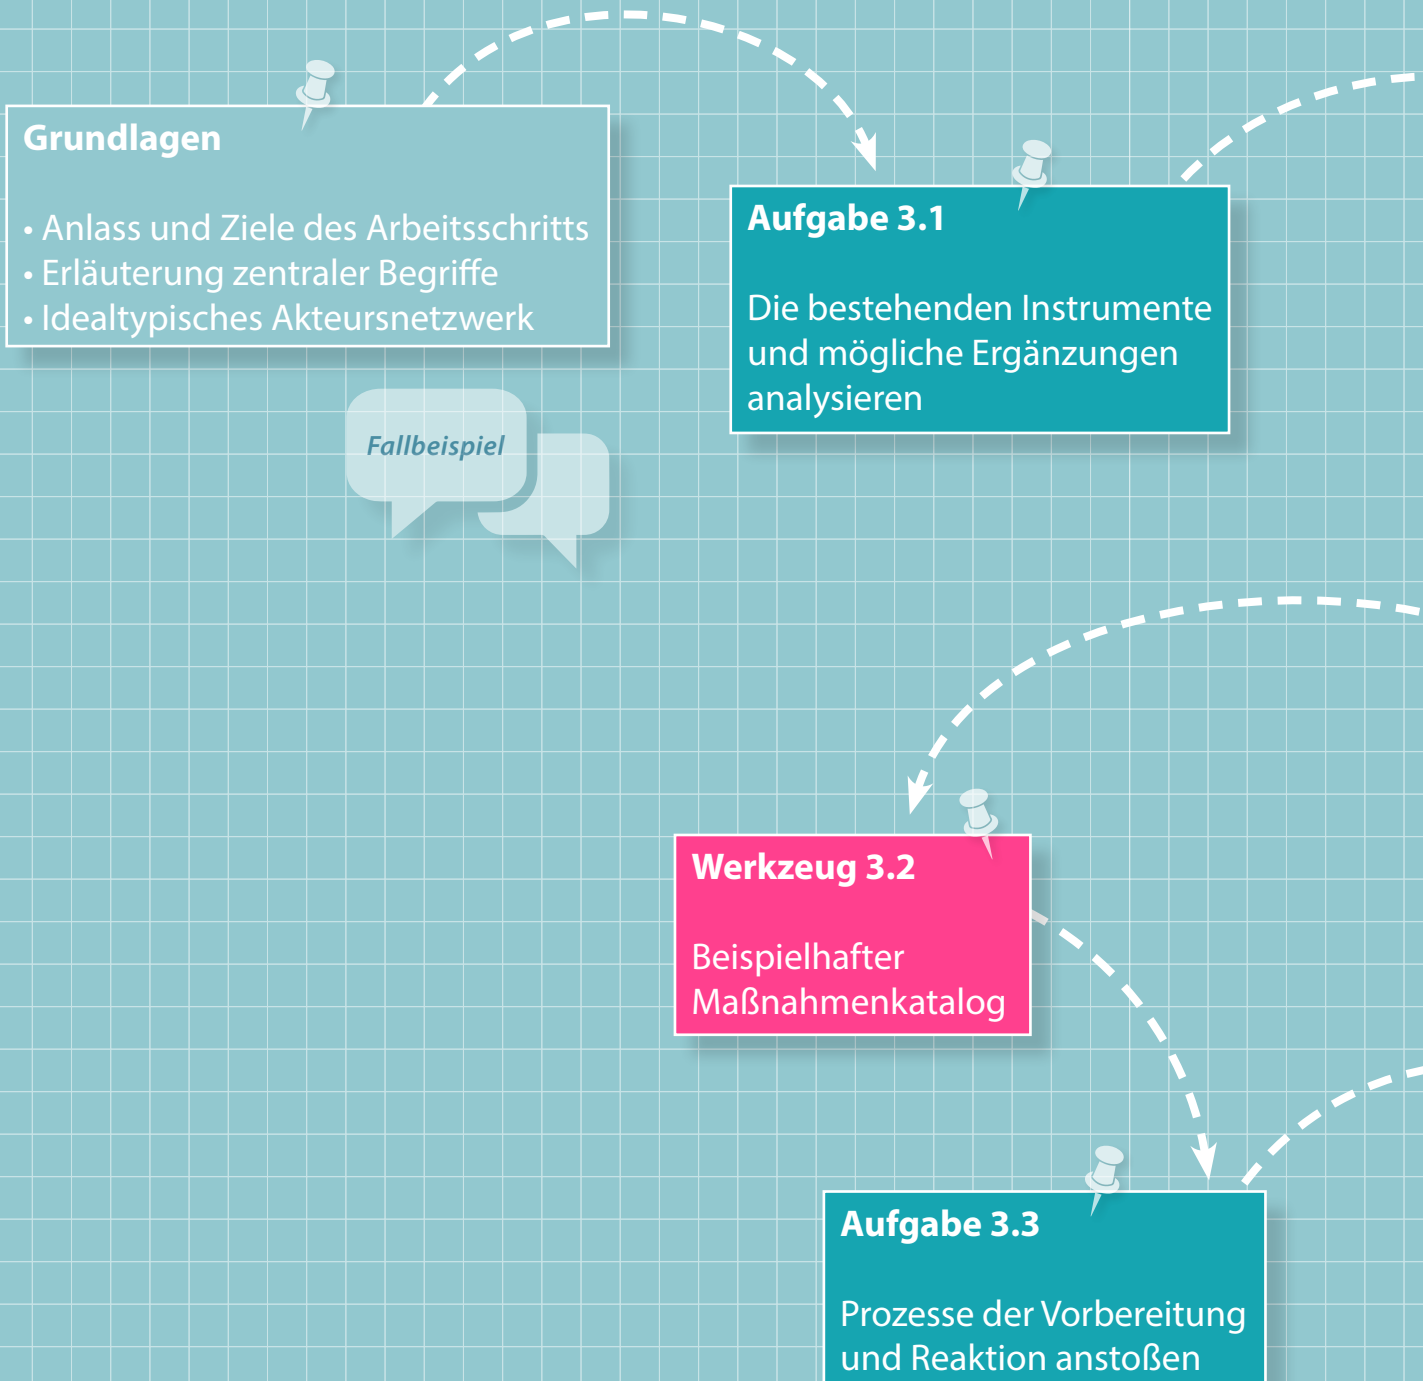 Grundlagen
• Anlass und Ziele des Arbeitsschritts
• Erläuterung zentraler Begriffe
• Idealtypisches Akteursnetzwerk
Fallbeispiel
Aufgabe 3.1
Die bestehenden Instrumente
und mögliche Ergänzungen
analysieren
Werkzeug 3.2
Beispielhafter
Maßnahmenkatalog
Aufgabe 3.3
Prozesse der Vorbereitung
und Reaktion anstoßen